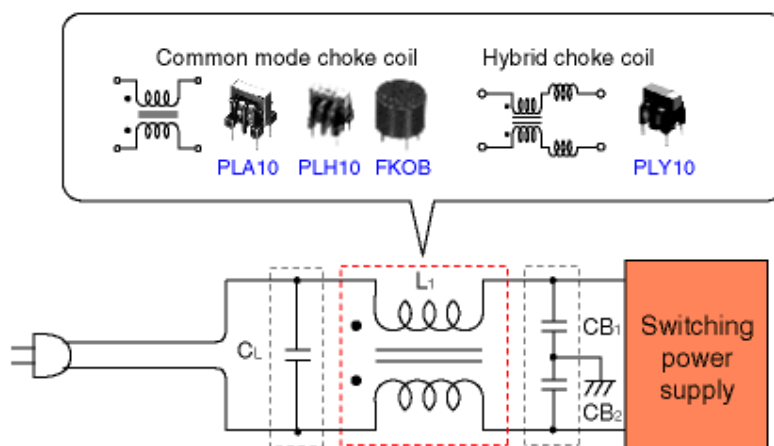 Common mode choke coil
Hybrid choke coil
PLA10
PLH10
FKOB
PLY10
L1
CL
CB1
CB2
Switching
power
supply